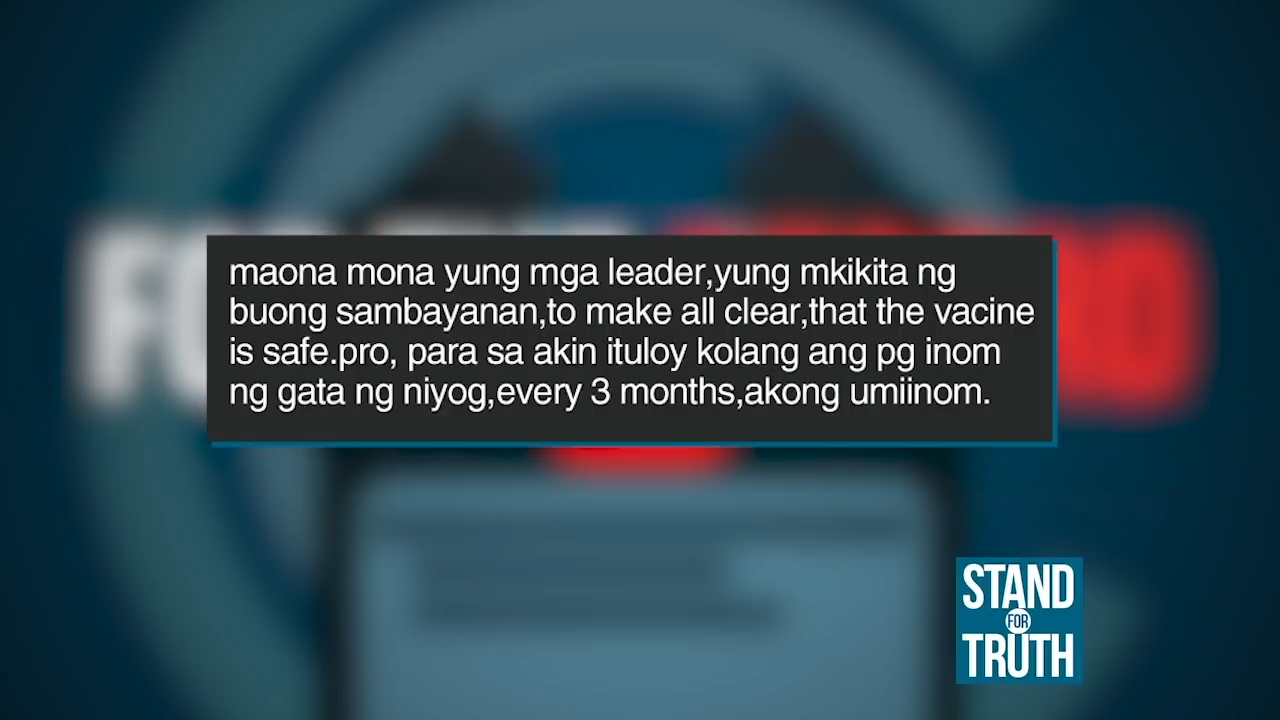 maona mona yung mga leader,yung mkikita ng
buong sambayanan,to make all clear,that the vacine
is safe.pro, para sa akin ituloy kolang ang pg inom
ng gata ng niyog,every 3 months,akong umiinom.
STAND
FOR
TRUTH